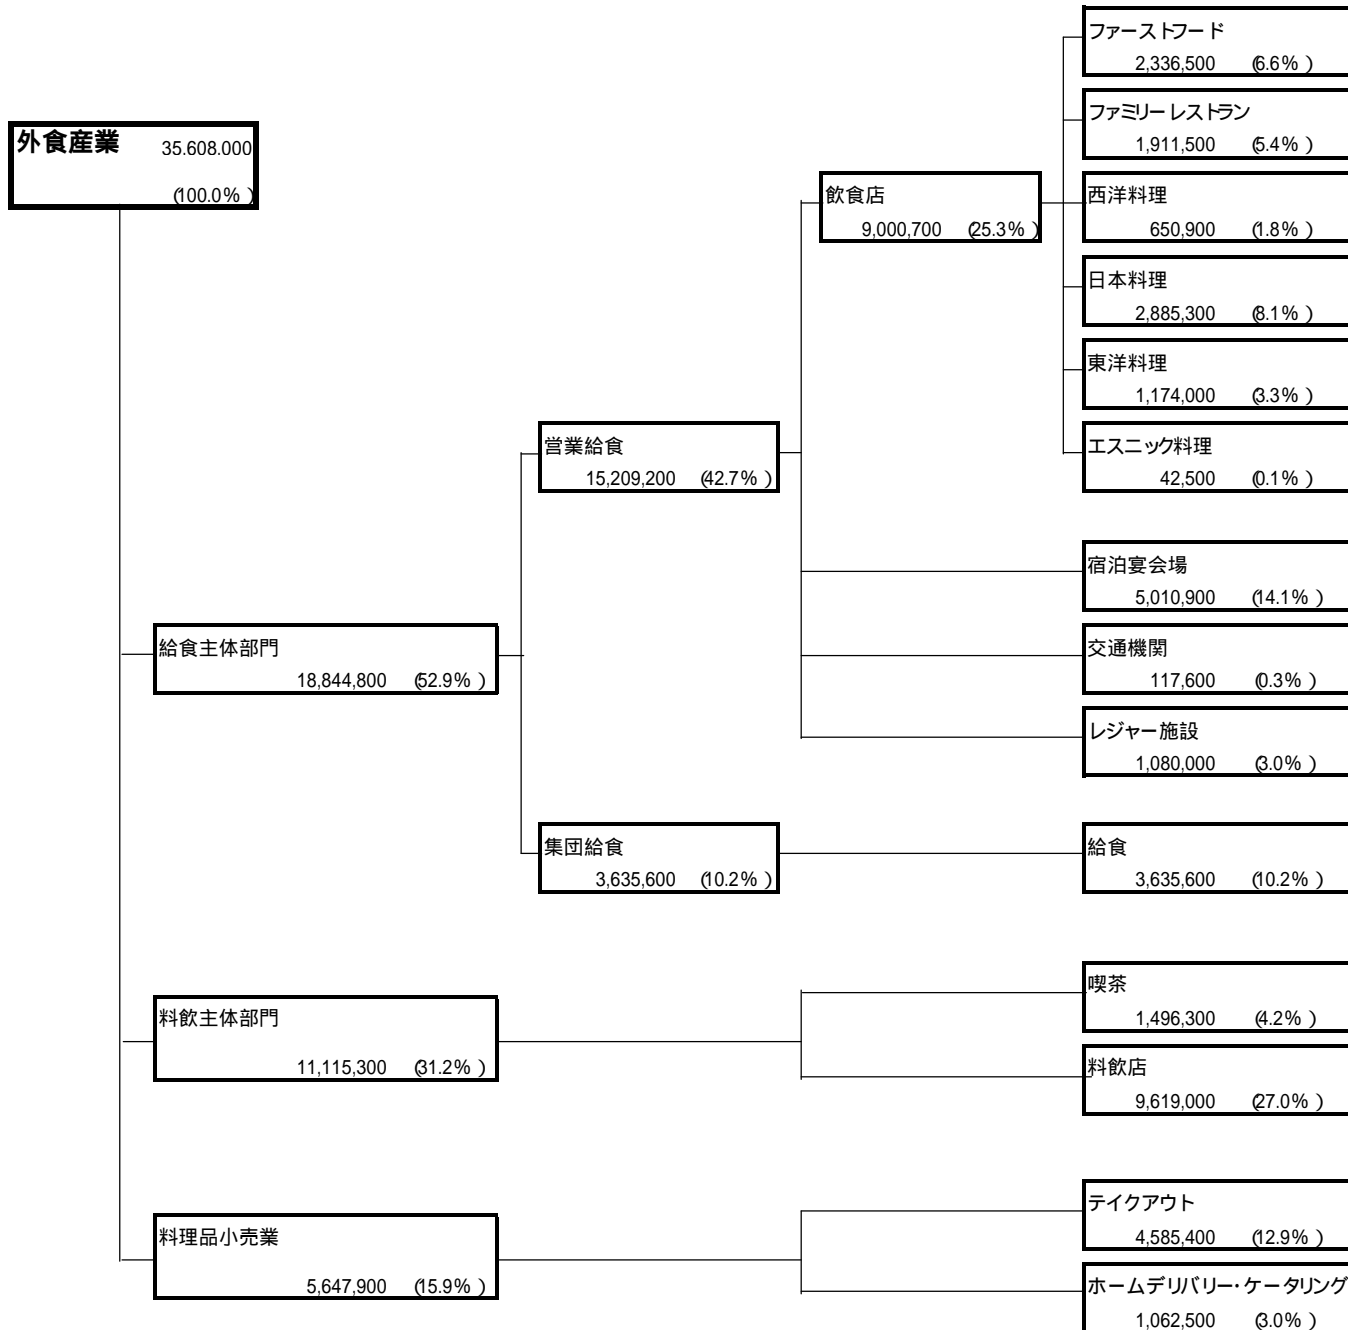 外食産業 35.608.000
(100.0% )
給食主体部門
18,844,800 (52.9% )
営業給食
15,209,200 (42.7% )
飲食店
9,000,700 (25.3% )
ファーストフード
2,336,500 (6.6% )
ファミリーレストラン
1,911,500 (5.4% )
西洋料理
650,900 (1.8% )
日本料理
2,885,300 (8.1% )
東洋料理
1,174,000 (3.3% )
エスニック料理
42,500 (0.1% )
宿泊宴会場
5,010,900 (14.1% )
交通機関
117,600 (0.3% )
レジャー施設
1,080,000 (3.0% )
集団給食
3,635,600 (10.2% )
給食
3,635,600 (10.2% )
料飲主体部門
11,115,300 (31.2% )
喫茶
1,496,300 (4.2% )
料飲店
9,619,000 (27.0% )
料理品小売業
5,647,900 (15.9% )
テイクアウト
4,585,400 (12.9% )
ホームデリバリー・ケータリング
1,062,500 (3.0% )